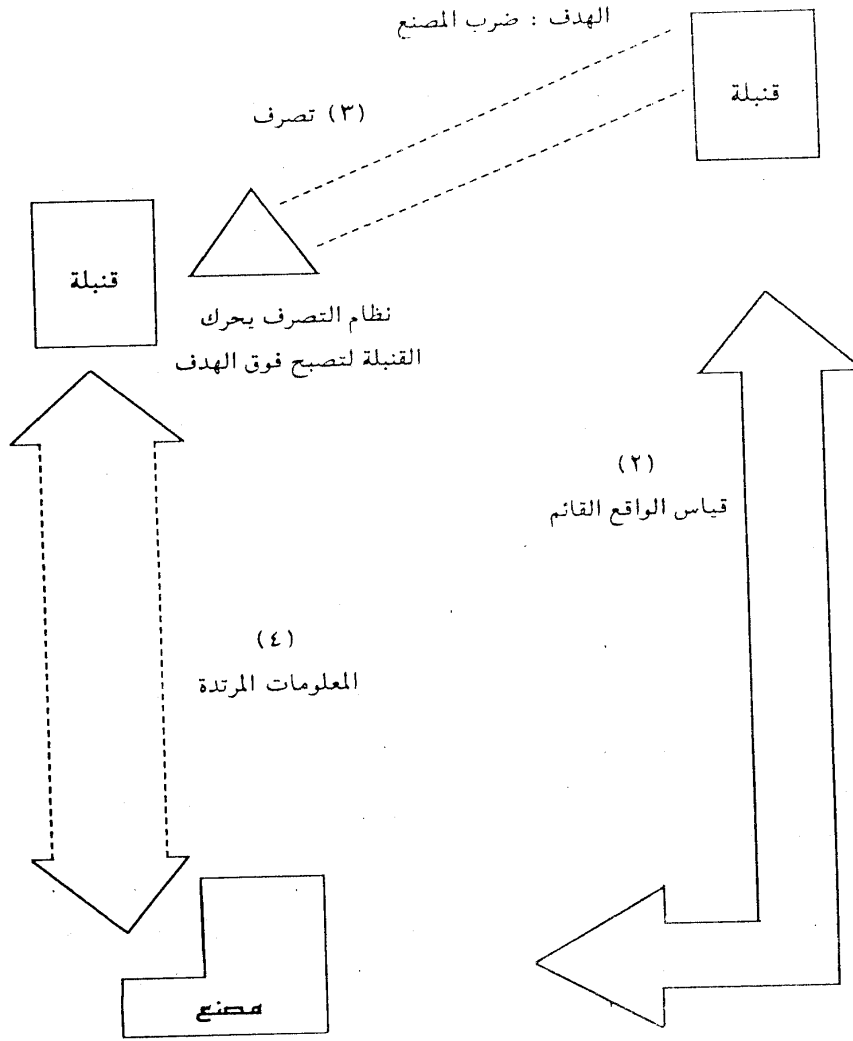 الهدف : ضرب المصنع
قنبلة
(٣) تصرف
قنبلة
نظام التصرف يحرك
القنبلة لتصبح فوق الهدف
(٢)
قياس الواقع القائم
(٤)
المعلومات المرتدة
مصنع